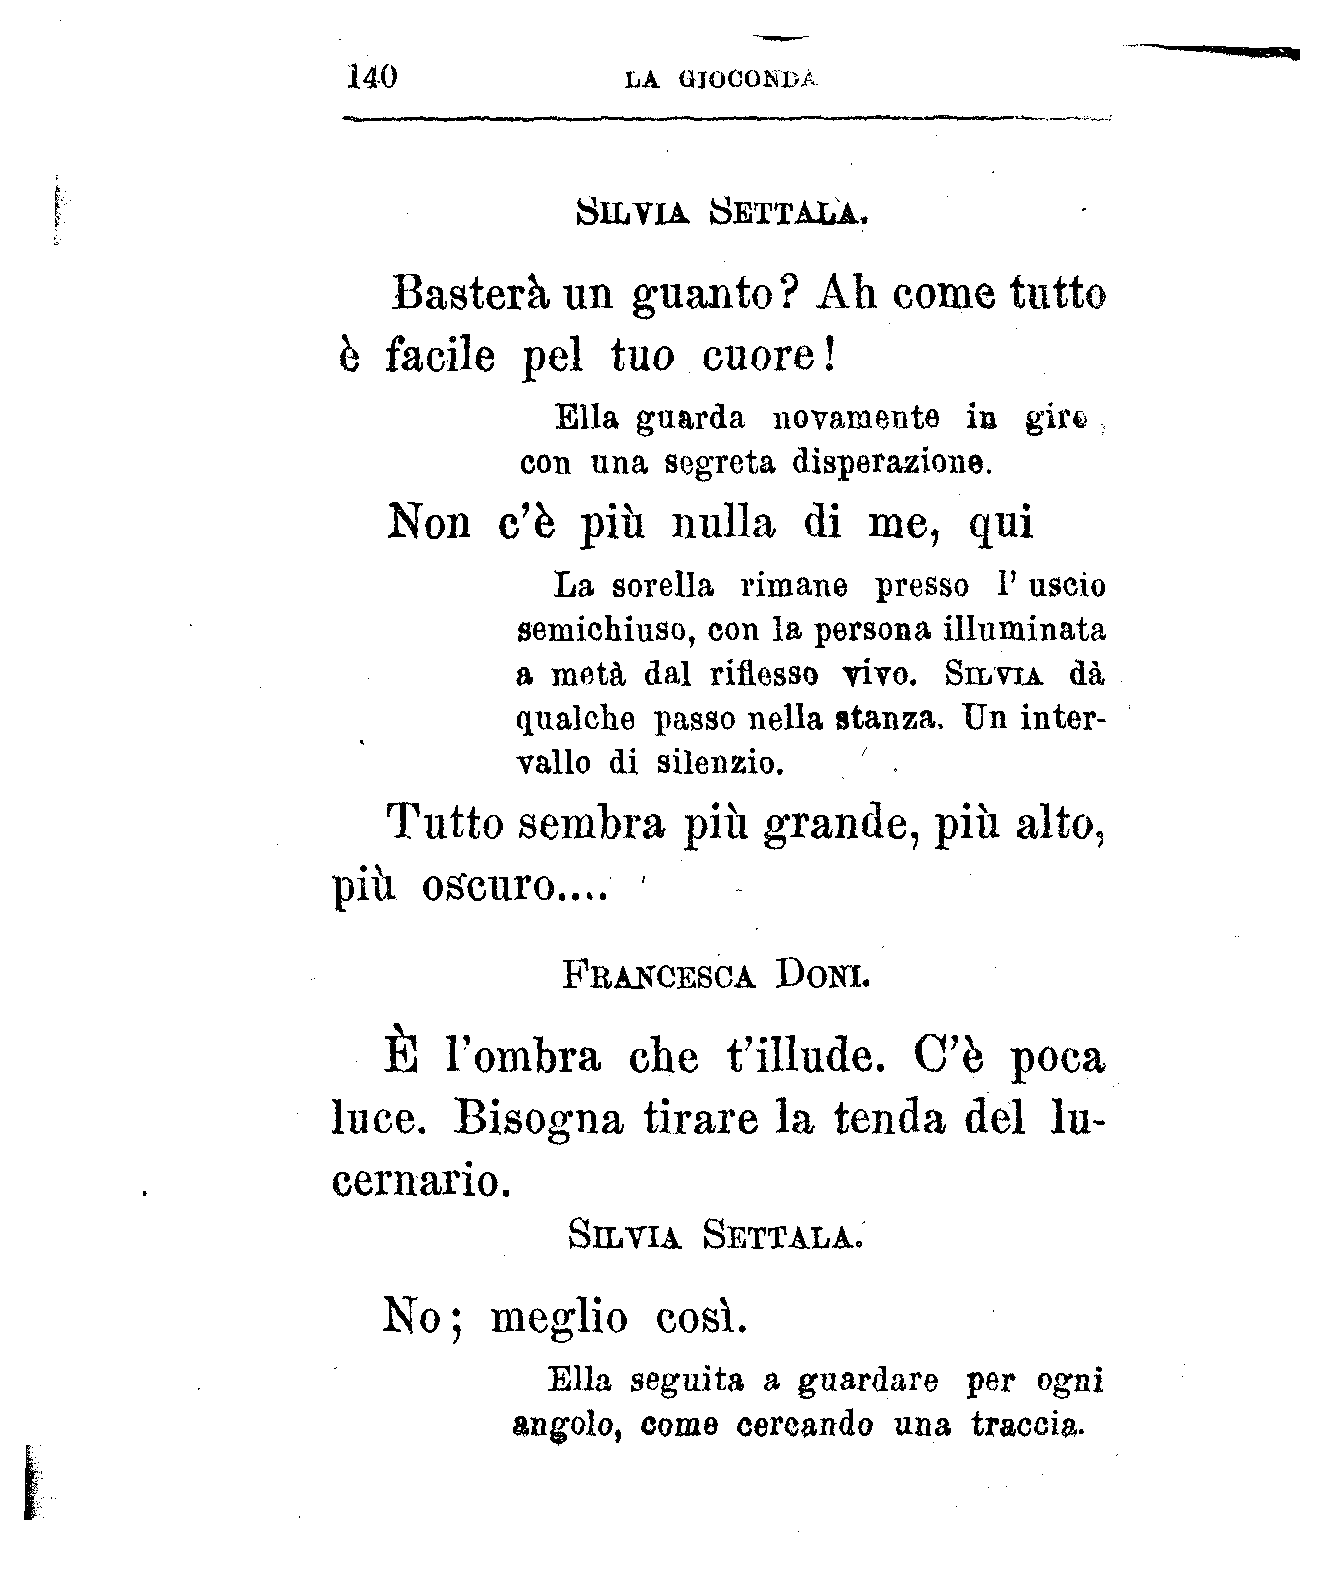 140 LA GIOCONDA
SILVIA SETTALA.
Basterà un guanto? Ah come tutto
è facile pel tuo cuore!
Ella guarda novamente in giro,
con una segreta disperazione.
Non c'è più nulla di me, qui
La sorella rimane presso l'uscio
semichiuso, con la persona illuminata
a metà dal riflesso vivo. SILVIA dà
qualche passo nella stanza. Un inter-
vallo di silenzio.
Tutto sembra più grande, più alto,
più oscuro....
FRANCESCA DONI.
È l'ombra che t'illude. C'è poca
luce. Bisogna tirare la tenda del lu-
cernario.
SILVIA SETTALA.
No; meglio così.
Ella seguita a guardare per ogni
angolo, come cercando una traccia.